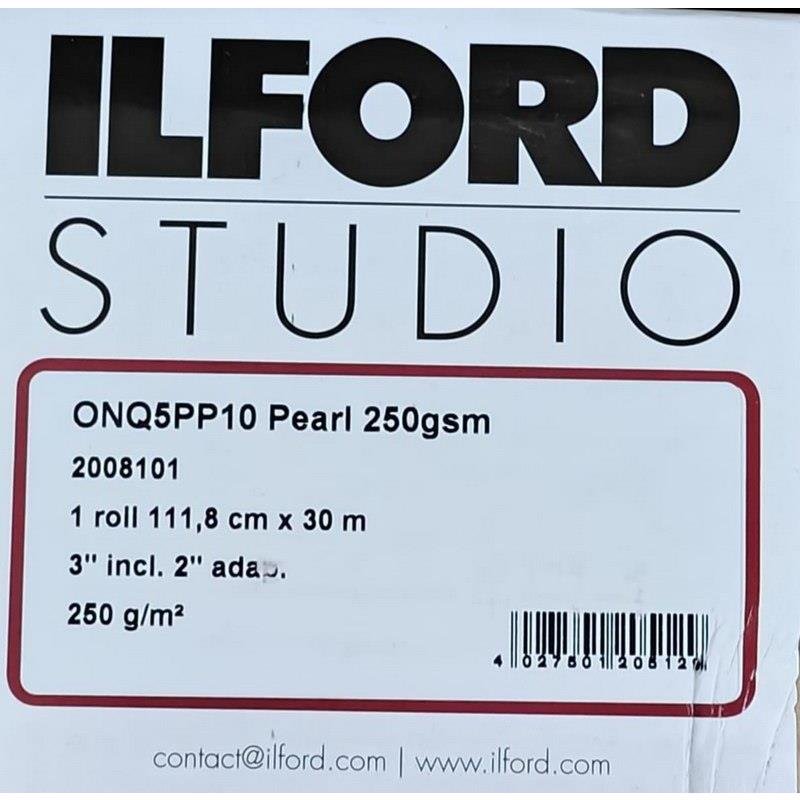 ILFORD
STUDIO
ONQ5PP10 Pearl 250gsm
2008101
1 roll 111,8 cm x 30 m
3" incl. 2"
250 g/m²
contact@ilford.com | www.ilford.com